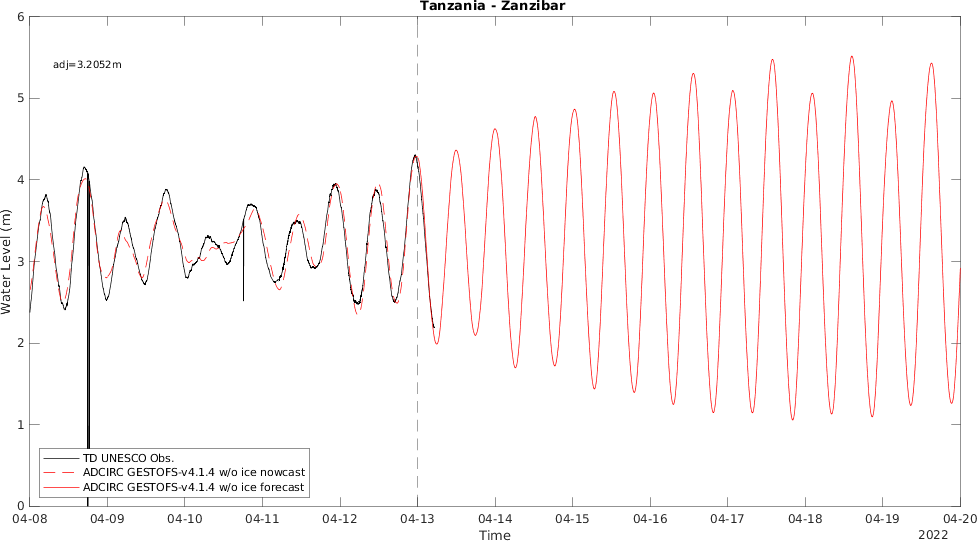 Tanzania - Zanzibar
6
adj=3.2052m
5
4
3
2
1
0
Water Level (m)
TD UNESCO Obs.
ADCIRC GESTOFS-v4.1.4 w/o ice nowcast
ADCIRC GESTOFS-v4.1.4 w/o ice forecast
04-08 04-09 04-10 04-11 04-12 04-13 04-14 04-15 04-16 04-17 04-18 04-19 04-20
Time
2022